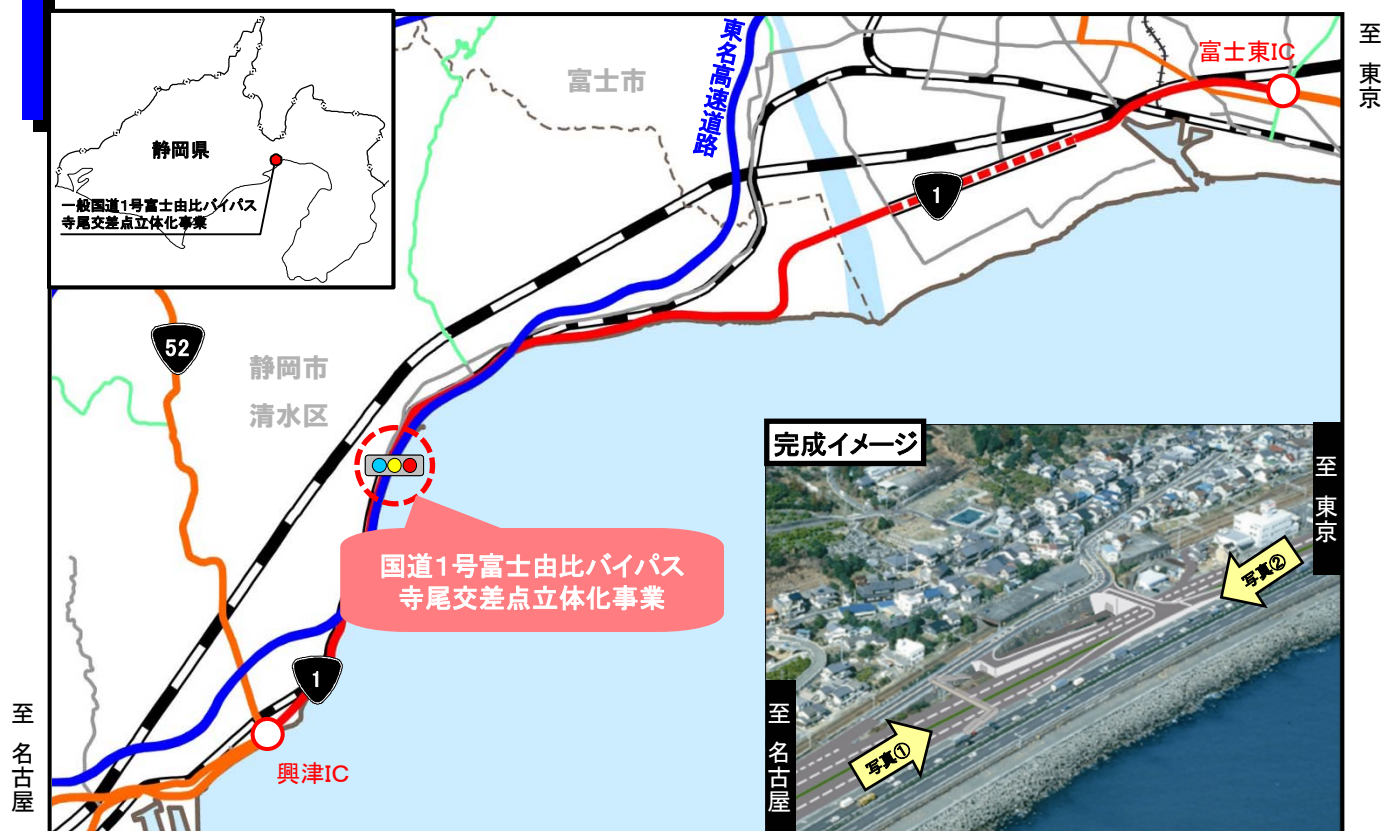 静岡県
一般国道1号富士由比バイパス
寺尾交差点立体化事業
富士市
東名高速道路
富士東IC
至 東京
1
52
静岡市
清水区
国道1号富士由比バイパス
寺尾交差点立体化事業
1
興津IC
至 名古屋
完成イメージ
至 東京
写真②
写真①
至 名古屋